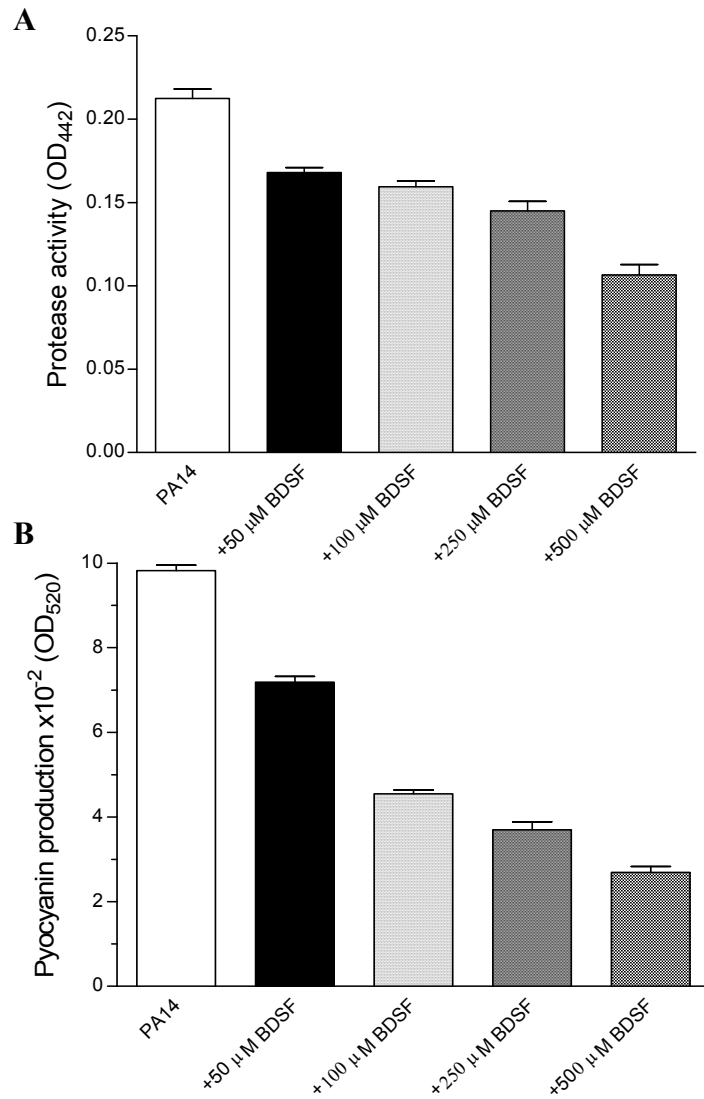 A
Protease activity (OD442)
0.25
0.20
0.15
0.10
0.05
0.00
PA14
+50 μM BDSF
+100 μM BDSF
+250 μM BDSF
+500 μM BDSF
B
Pyocyanin production x10-2 (OD520)
10
8
6
4
2
0
PA14
+50 μM BDSF
+100 μM BDSF
+250 μM BDSF
+500 μM BDSF